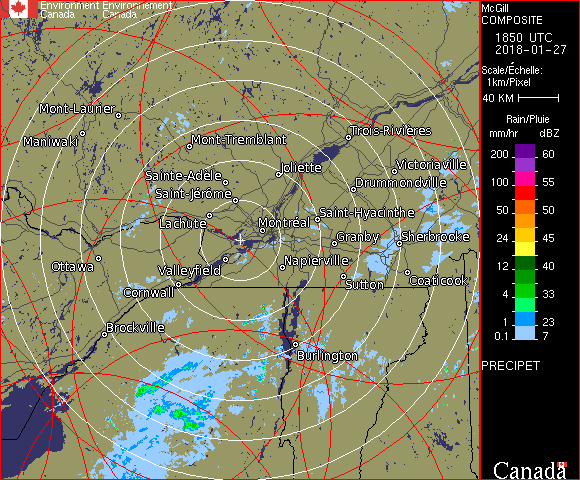 Environment Environnement
Canada Canada
McGill
COMPOSITE
1850 UTC
2018-01-27
Scale/Échelle:
1km/Pixel
40 KM
Rain/Pluie
mm/hr dBZ
200 60
100 55
50 50
24 45
12 40
4 33
1 23
0.1 7
PRECIPET
Canada
Mont-Laurier
Maniwaki
Mont-Tremblant
Trois-Rivières
Sainte-Adèle
Joliette
Victoriaville
Saint-Jérôme
Drummondville
Lachute
Montréal
Saint-Hyacinthe
Granby
Sherbrooke
Ottawa
Valleyfield
Napierville
Cornwall
Sutton
Coaticook
Brockville
Burlington